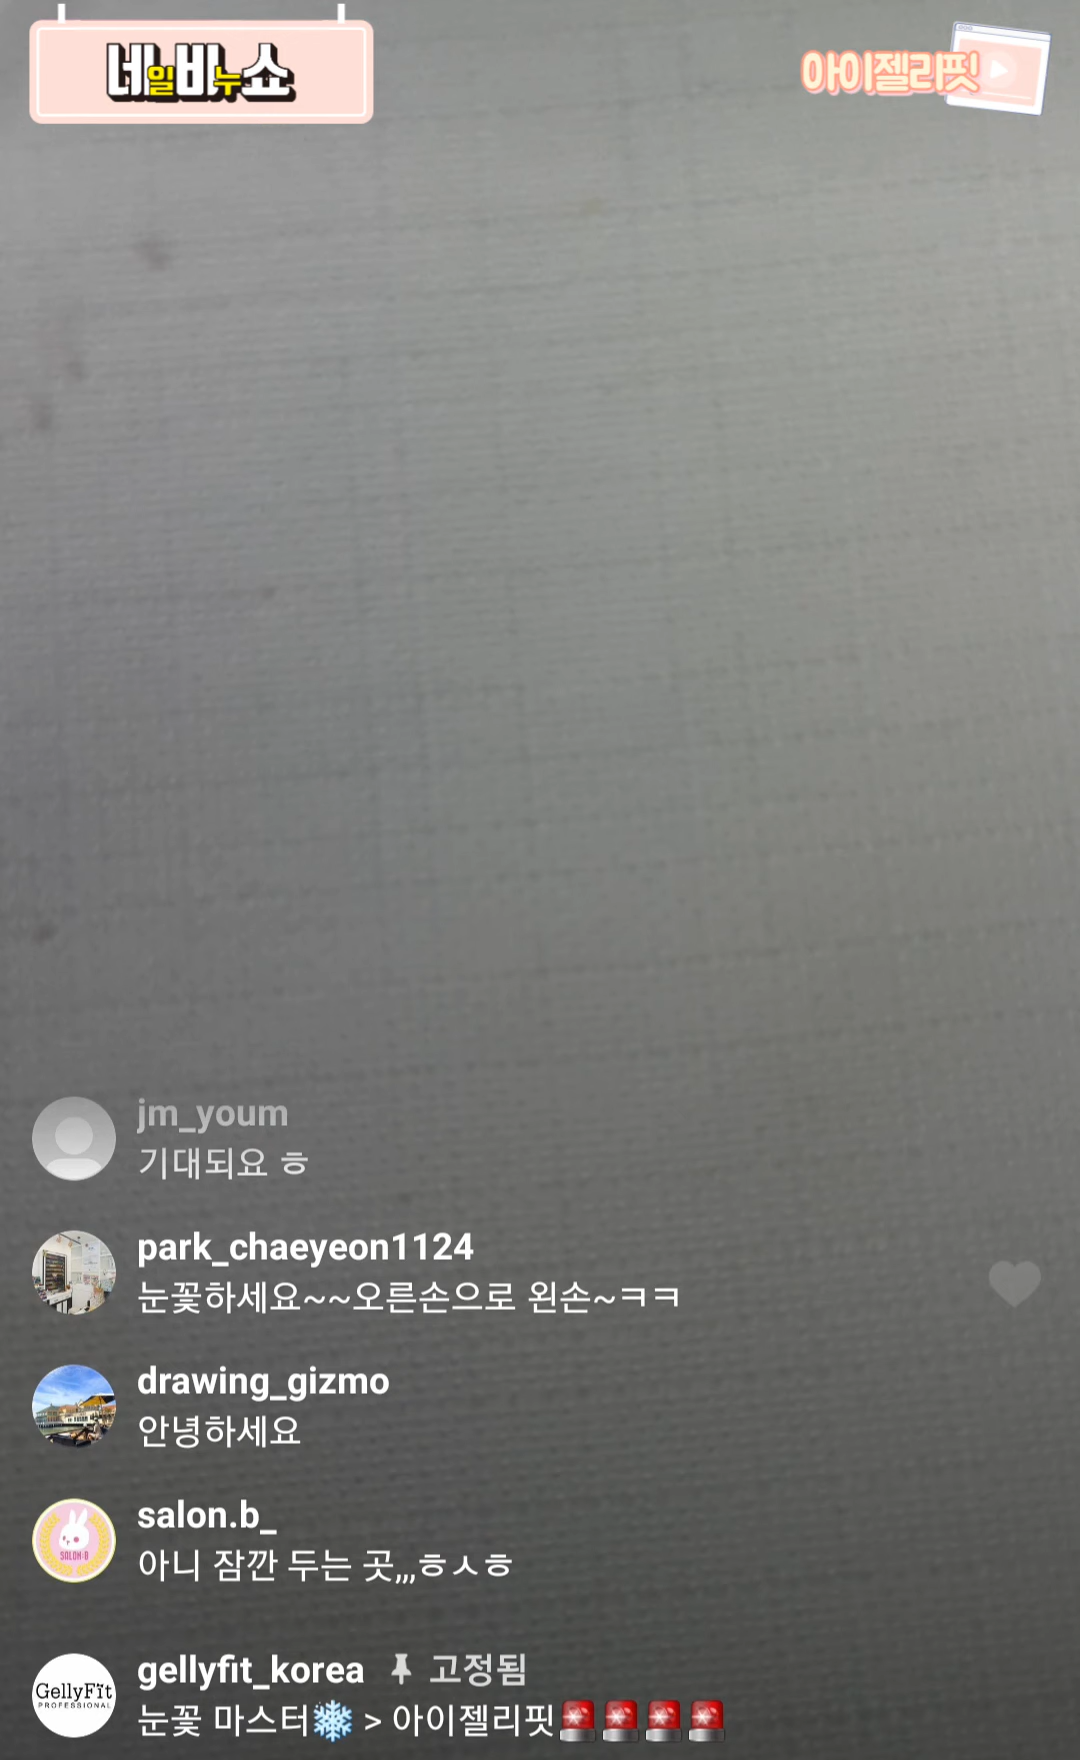 네일비누쇼
아이젤리핏
jm_youm
기대되요 ㅎ
park_chaeyeon1124
눈꽃하세요~~오른손으로 왼손~ㅋㅋ
drawing_gizmo
안녕하세요
salon.b_
아니 잠깐 두는 곳,,,ㅎㅅㅎ
SALON B
gellyfit_korea 고정됨
눈꽃 마스터❄️ > 아이젤리핏🚨🚨🚨🚨
GellyFit
PROFESSIONAL